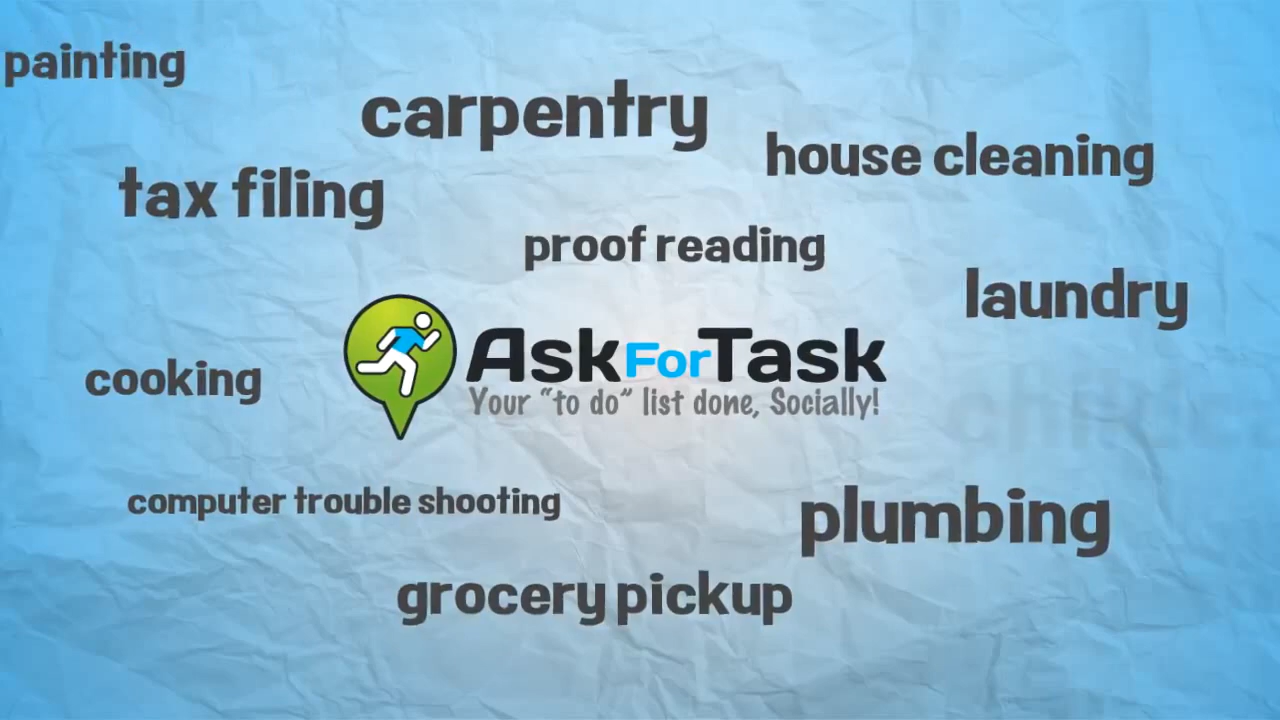 painting
carpentry
house cleaning
tax filing
proof reading
laundry
AskForTask
Your “to do” list done, Socially!
cooking
computer trouble shooting
plumbing
grocery pickup